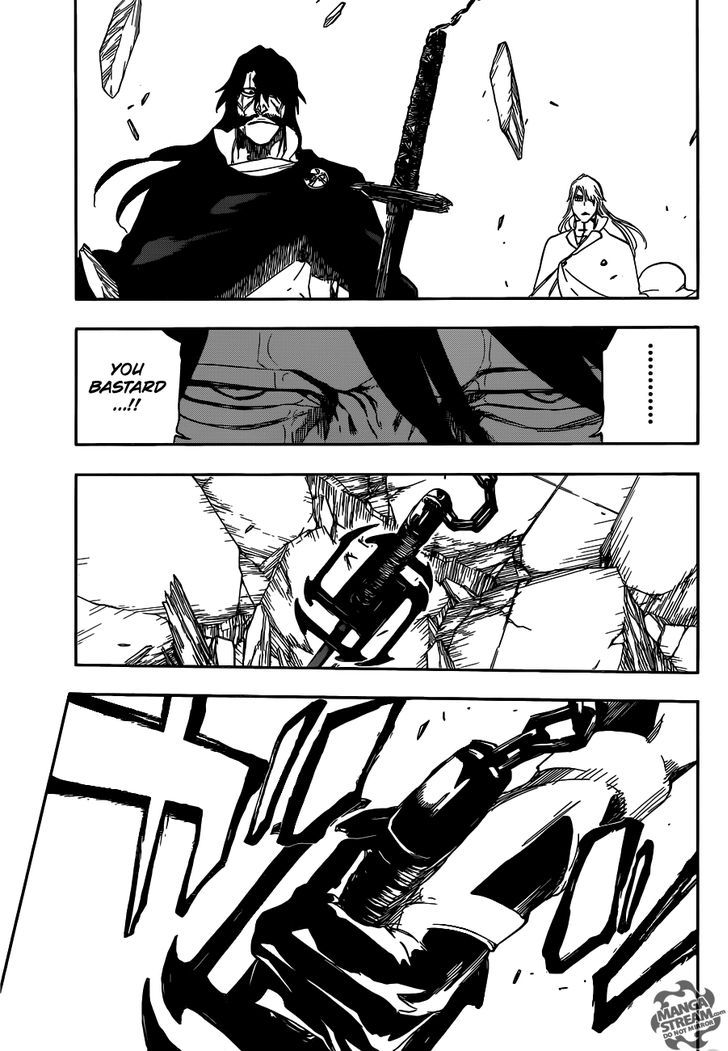 YOU
BASTARD
...!!
..........
MANGA
STREAM.COM
DO NOT MIRROR